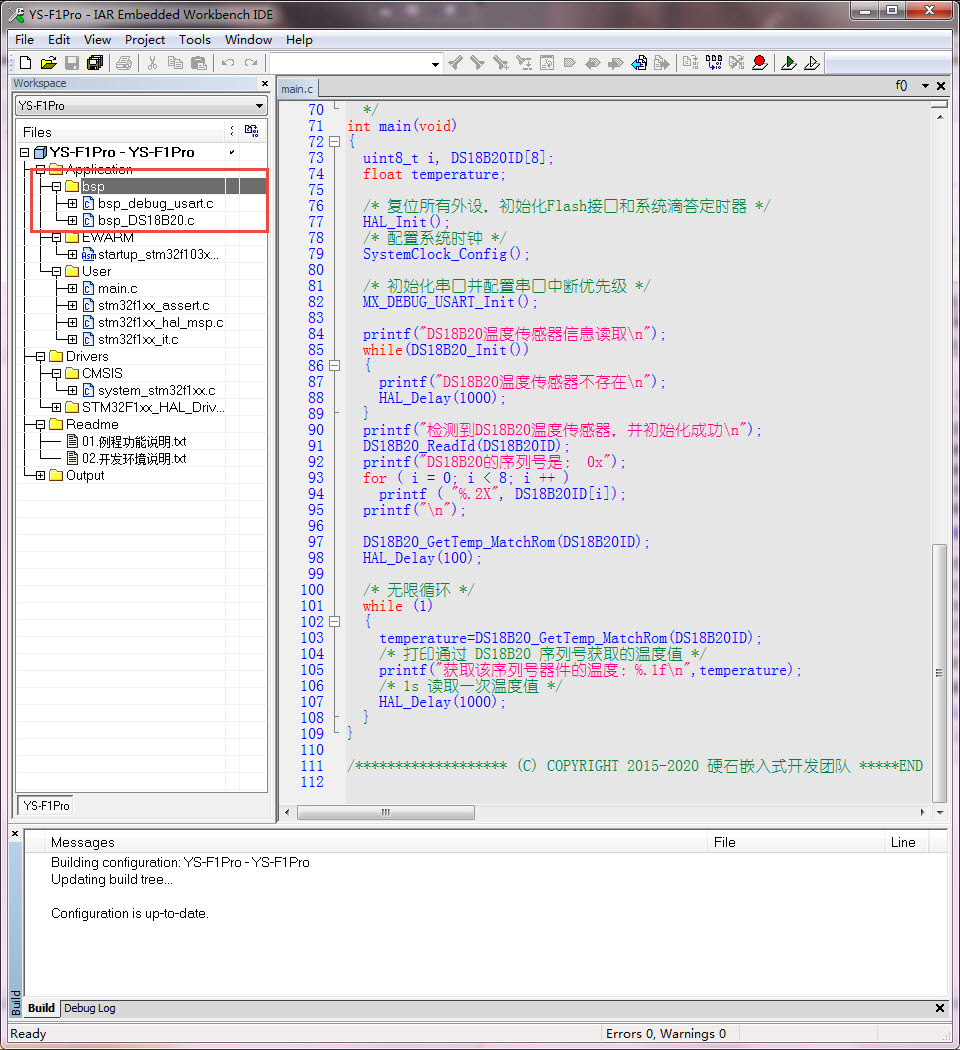 YS-F1Pro - IAR Embedded Workbench IDE
File Edit View Project Tools Window Help
Workspace
YS-F1Pro
Files
YS-F1Pro - YS-F1Pro
Application
bsp
bsp_debug_usart.c
bsp_DS18B20.c
EWARM
startup_stm32f103x...
User
main.c
stm32f1xx_assert.c
stm32f1xx_hal_msp.c
stm32f1xx_it.c
Drivers
CMSIS
system_stm32f1xx.c
STM32F1xx_HAL_Driv...
Readme
01.例程功能说明.txt
02.开发环境说明.txt
Output
YS-F1Pro
main.c
f0
70 */
71 int main(void)
72 {
73 uint8_t i, DS18B20ID[8];
74 float temperature;
75
76 /* 复位所有外设，初始化Flash接口和系统滴答定时器 */
77 HAL_Init();
78 /* 配置系统时钟 */
79 SystemClock_Config();
80
81 /* 初始化串口并配置串口中断优先级 */
82 MX_DEBUG_USART_Init();
83
84 printf("DS18B20温度传感器信息读取\n");
85 while(DS18B20_Init())
86 {
87 printf("DS18B20温度传感器不存在\n");
88 HAL_Delay(1000);
89 }
90 printf("检测到DS18B20温度传感器，并初始化成功\n");
91 DS18B20_ReadId(DS18B20ID);
92 printf("DS18B20的序列号是： 0x");
93 for ( i = 0; i < 8; i ++ )
94 printf ( "%.2X", DS18B20ID[i]);
95 printf("\n");
96
97 DS18B20_GetTemp_MatchRom(DS18B20ID);
98 HAL_Delay(100);
99
100 /* 无限循环 */
101 while (1)
102 {
103 temperature=DS18B20_GetTemp_MatchRom(DS18B20ID);
104 /* 打印通过 DS18B20 序列号获取的温度值 */
105 printf("获取该序列号器件的温度：%.1f\n",temperature);
106 /* 1s 读取一次温度值 */
107 HAL_Delay(1000);
108 }
109 }
110
111 /******************* (C) COPYRIGHT 2015-2020 硬石嵌入式开发团队 *****END
112
Messages File Line
Building configuration: YS-F1Pro - YS-F1Pro
Updating build tree...
Configuration is up-to-date.
Build
Build Debug Log
Ready Errors 0, Warnings 0